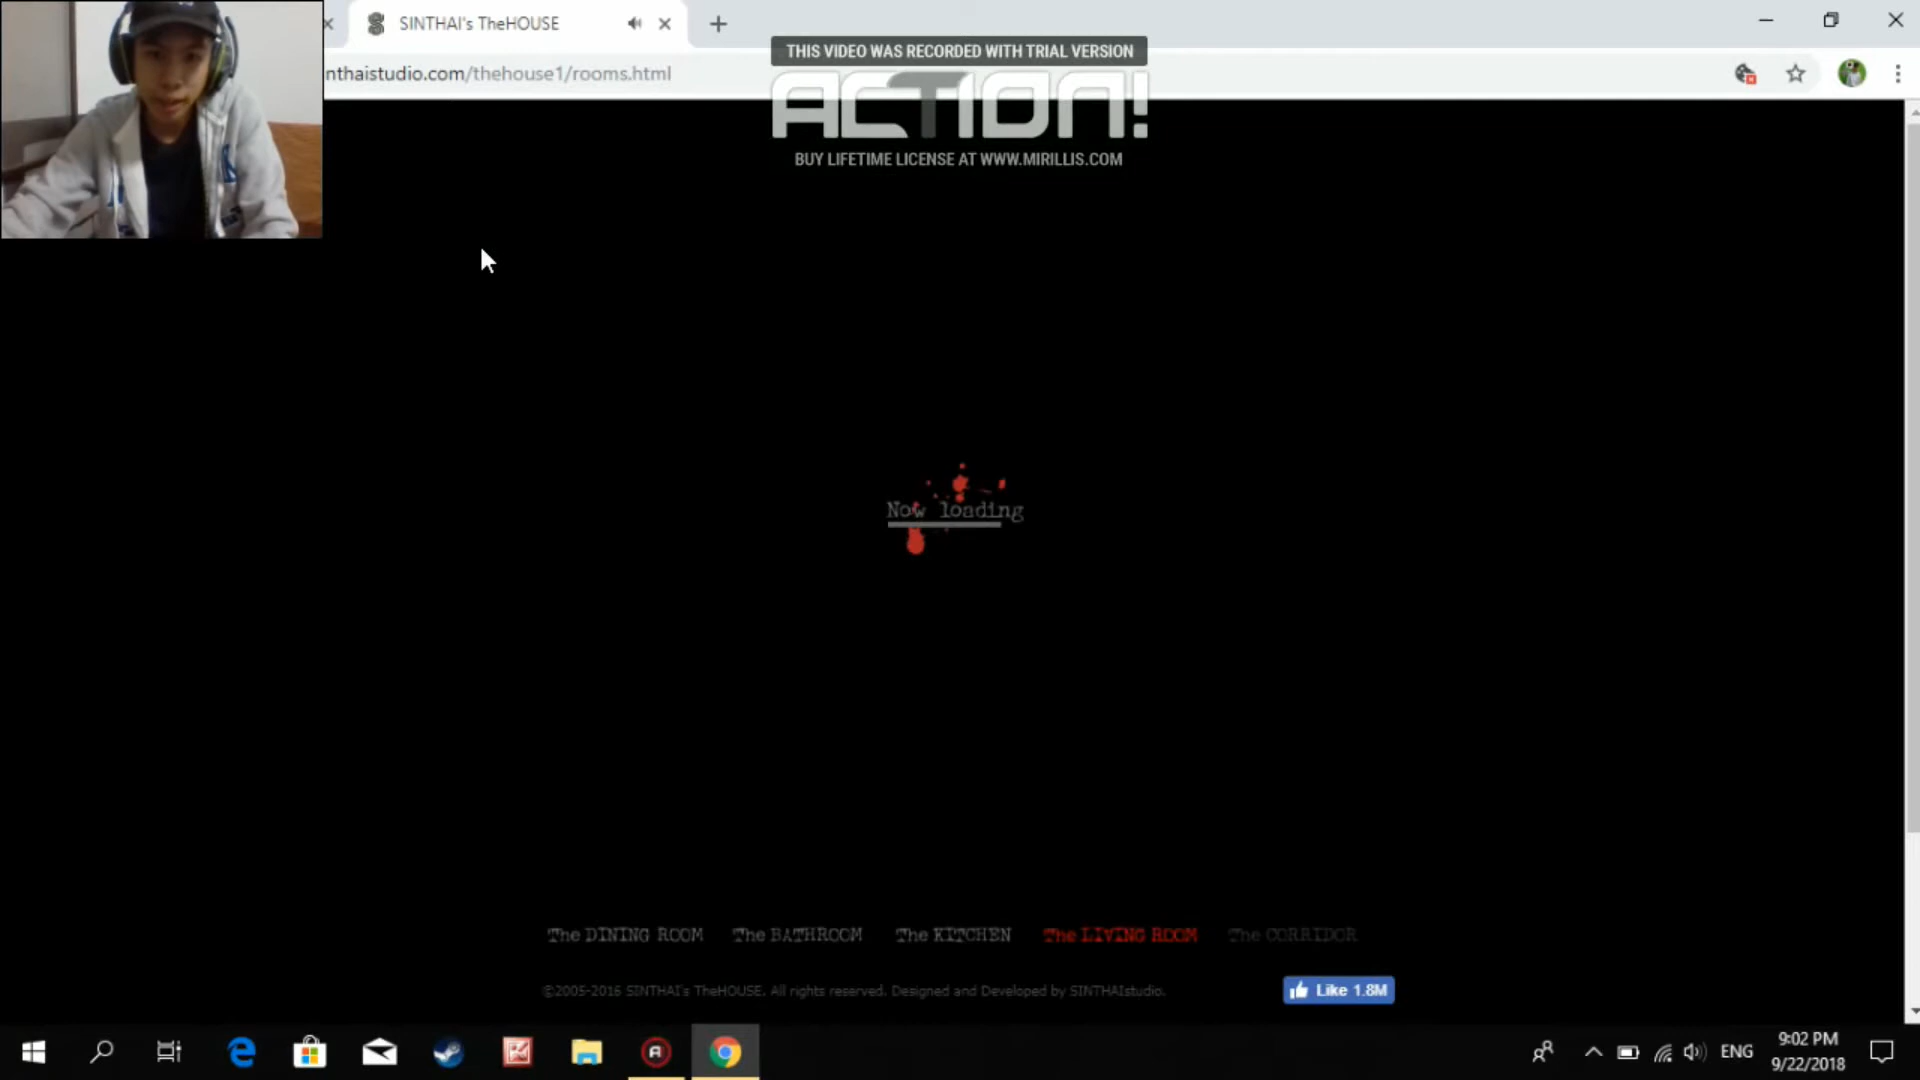 SINTHAI's TheHOUSE
nthaistudio.com/thehouse1/rooms.html
THIS VIDEO WAS RECORDED WITH TRIAL VERSION
ACTION!
BUY LIFETIME LICENSE AT WWW.MIRILLIS.COM
Now loading
The DINING ROOM The BATHROOM The KITCHEN The LIVING ROOM The CORRIDOR
©2005-2016 SINTHAI's TheHOUSE. All rights reserved. Designed and Developed by SINTHAIstudio.
Like 1.8M
ENG
9:02 PM
9/22/2018